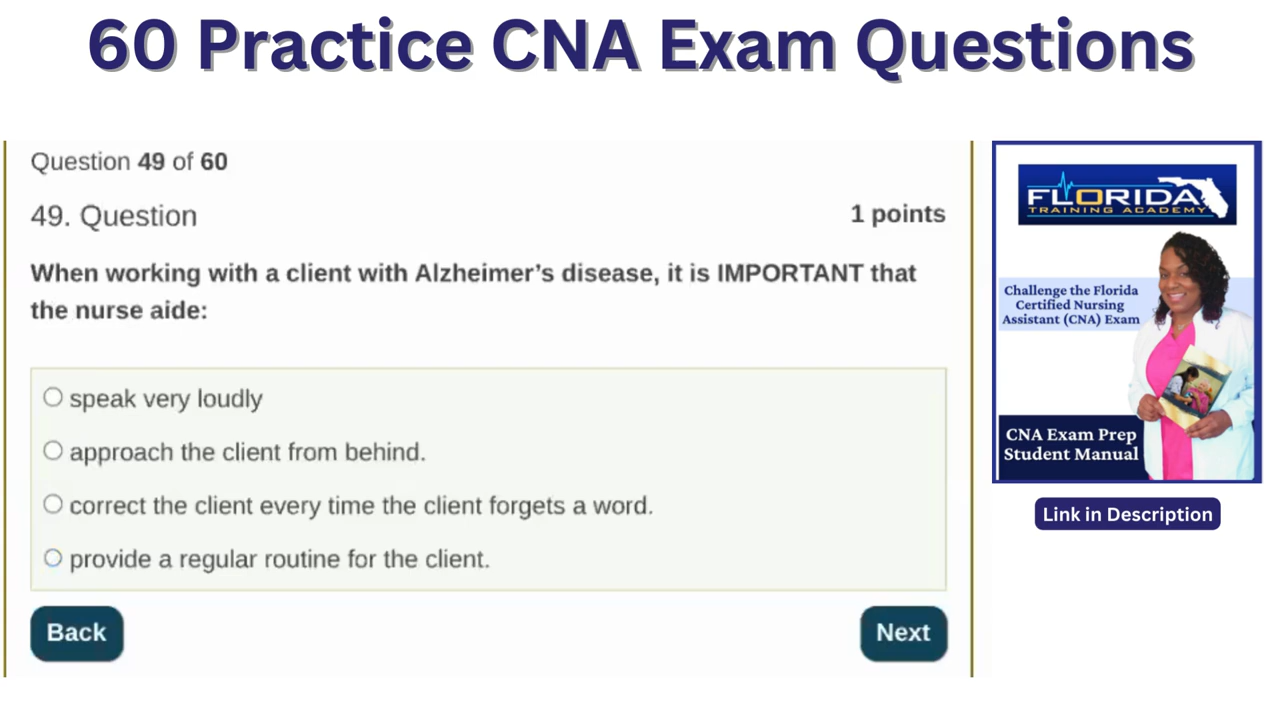 60 Practice CNA Exam Questions
Question 49 of 60
49. Question
1 points
When working with a client with Alzheimer’s disease, it is IMPORTANT that
the nurse aide:
speak very loudly
approach the client from behind.
correct the client every time the client forgets a word.
provide a regular routine for the client.
Back
Next
FLORIDA
TRAINING ACADEMY
Challenge the Florida
Certified Nursing
Assistant (CNA) Exam
CNA Exam Prep
Student Manual
Link in Description